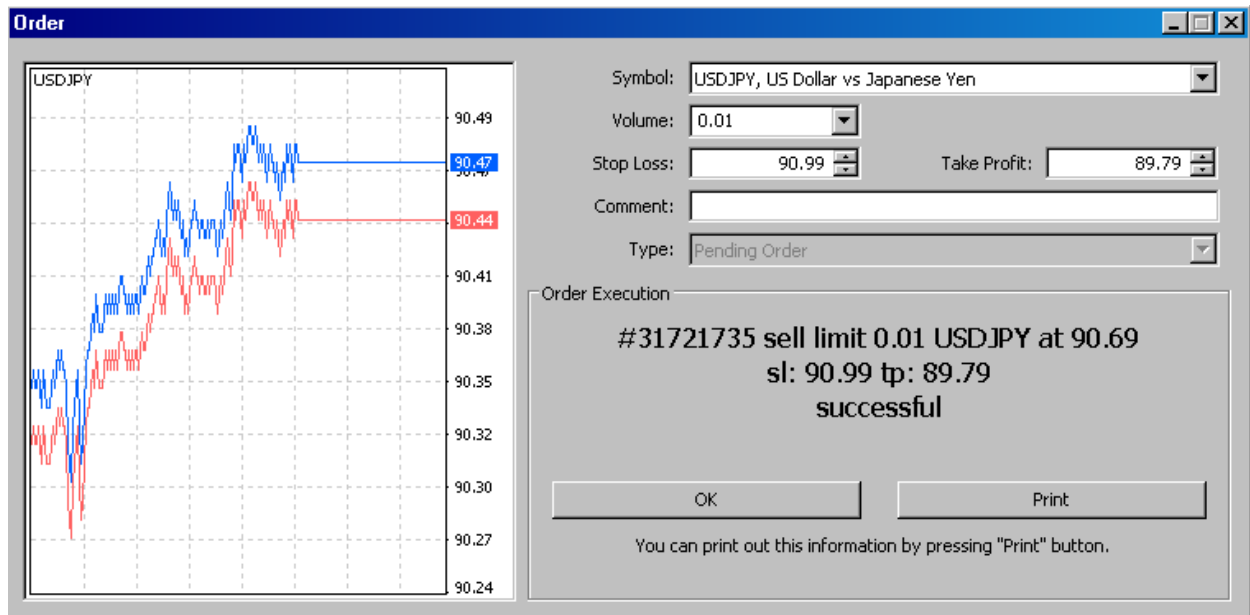 Order
USDJPY
90.49
90.47
90.44
90.41
90.38
90.35
90.32
90.30
90.27
90.24
Symbol: USDJPY, US Dollar vs Japanese Yen
Volume: 0.01
Stop Loss: 90.99 Take Profit: 89.79
Comment:
Type: Pending Order
Order Execution
#31721735 sell limit 0.01 USDJPY at 90.69
sl: 90.99 tp: 89.79
successful
OK Print
You can print out this information by pressing "Print" button.